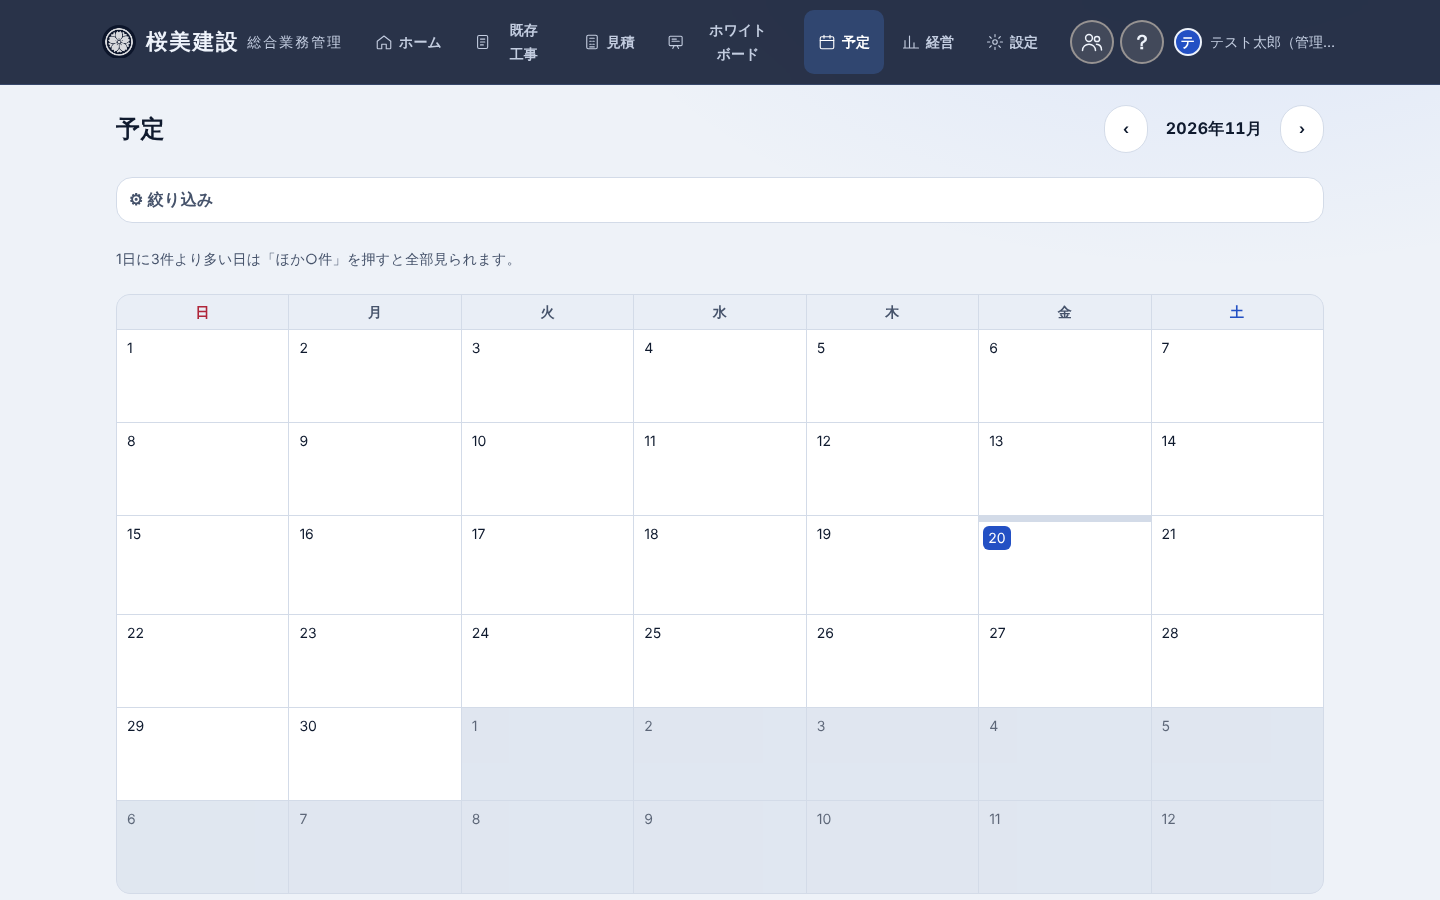 桜美建設 総合業務管理 ホーム 既存工事 見積 ホワイトボード 予定 経営 設定 ? テ テスト太郎（管理...
予定
‹ 2026年11月 ›
⚙ 絞り込み
1日に3件より多い日は「ほか○件」を押すと全部見られます。
日 月 火 水 木 金 土
1 2 3 4 5 6 7
8 9 10 11 12 13 14
15 16 17 18 19 20 21
22 23 24 25 26 27 28
29 30 1 2 3 4 5
6 7 8 9 10 11 12